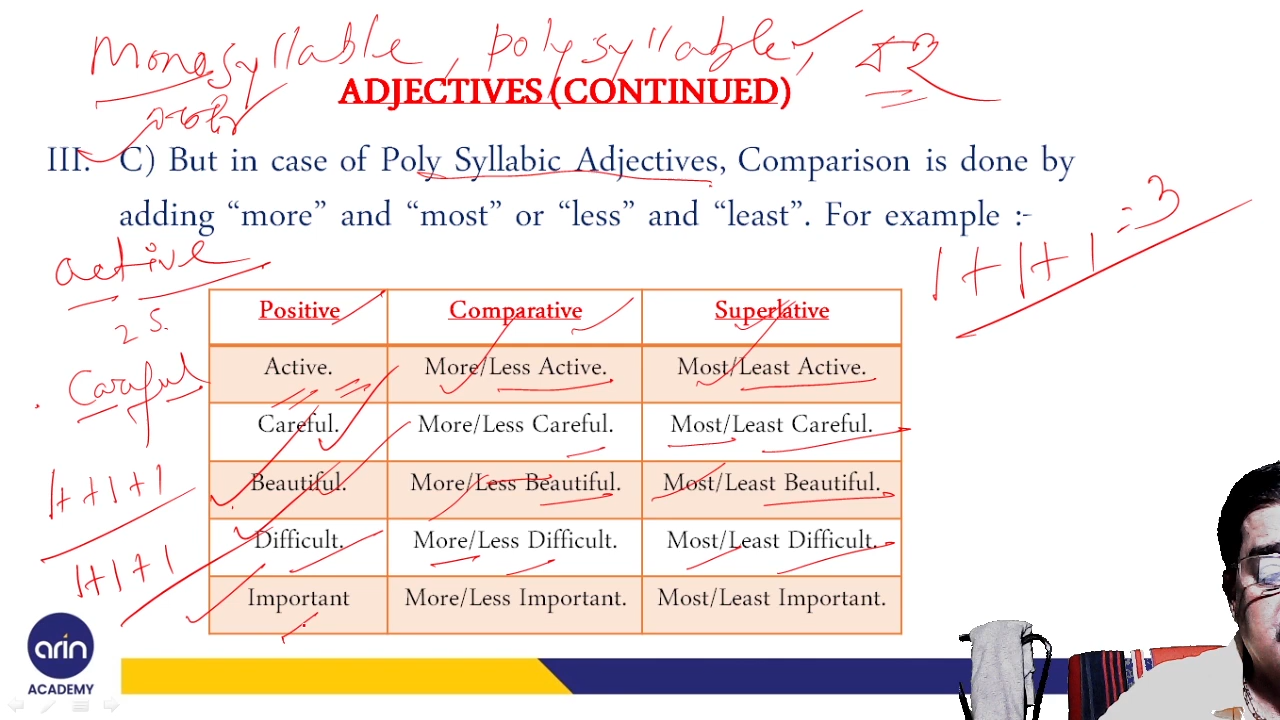 Monosyllable, polysyllable,
ADJECTIVES (CONTINUED)
III. C) But in case of Poly Syllabic Adjectives, Comparison is done by
adding “more” and “most” or “less” and “least”. For example :-
1+1+1=3
active
2 S.
Careful
1+1+1
1+1+1
Positive Comparative Superlative
Active. More/Less Active. Most/Least Active.
Careful. More/Less Careful. Most/Least Careful.
Beautiful. More/Less Beautiful. Most/Least Beautiful.
Difficult. More/Less Difficult. Most/Least Difficult.
Important More/Less Important. Most/Least Important.
arin
ACADEMY